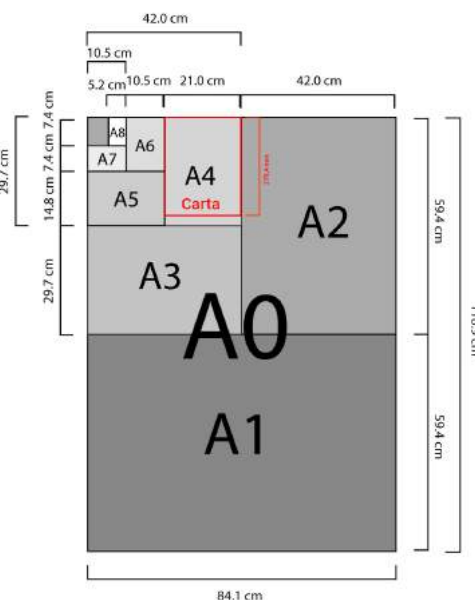 42.0 cm
10.5 cm
5.2 cm
10.5 cm
21.0 cm
42.0 cm
7.4 cm
7.4 cm
14.8 cm
29.7 cm
29.7 cm
A8
A7
A6
A5
A4
Carta
A3
A2
A0
A1
59.4 cm
59.4 cm
84.1 cm